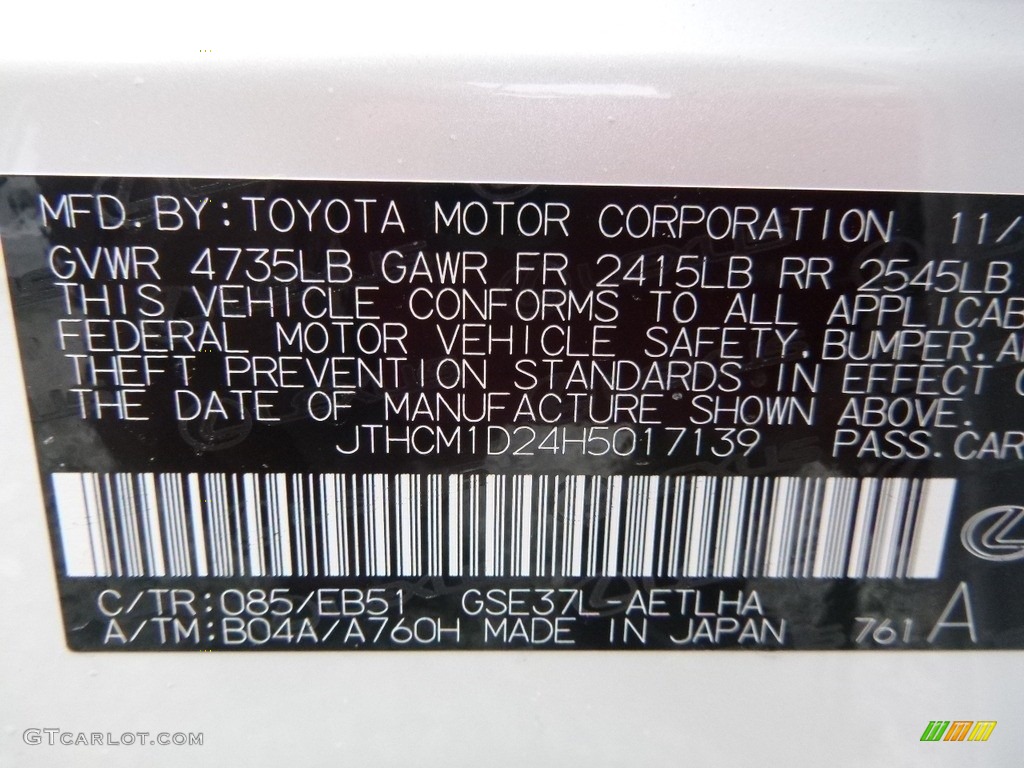 MFD. BY: TOYOTA MOTOR CORPORATION 11/
GVWR 4735LB GAWR FR 2415LB RR 2545LB
THIS VEHICLE CONFORMS TO ALL APPLICAB
FEDERAL MOTOR VEHICLE SAFETY. BUMPER. AN
THEFT PREVENTION STANDARDS IN EFFECT O
THE DATE OF MANUFACTURE SHOWN ABOVE.
JTHCM1D24H5017139 PASS. CAR
C/TR: 085/EB51 GSE37L-AETLHA
A/TM: B04A/A760H MADE IN JAPAN 761 A
GTCARLOT.COM